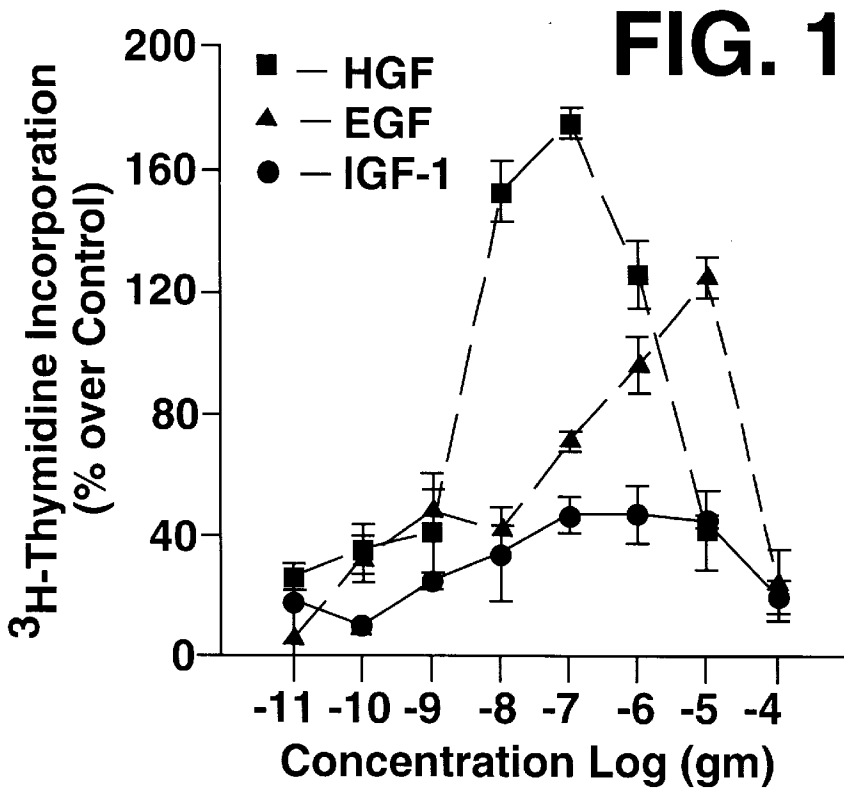 FIG. 1
■ — HGF
▲ — EGF
● — IGF-1
³H-Thymidine Incorporation
(% over Control)
200
160
120
80
40
0
-11 -10 -9 -8 -7 -6 -5 -4
Concentration Log (gm)